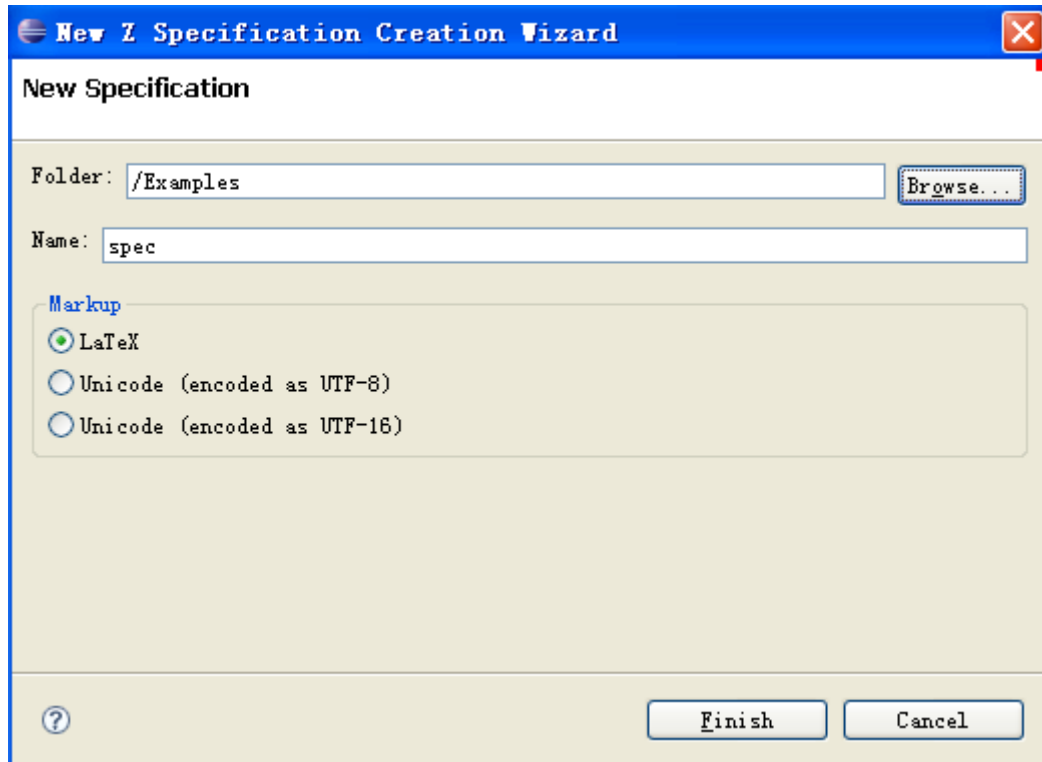 New Z Specification Creation Wizard
New Specification
Folder: /Examples Browse...
Name: spec
Markup
LaTeX
Unicode (encoded as UTF-8)
Unicode (encoded as UTF-16)
? Finish Cancel